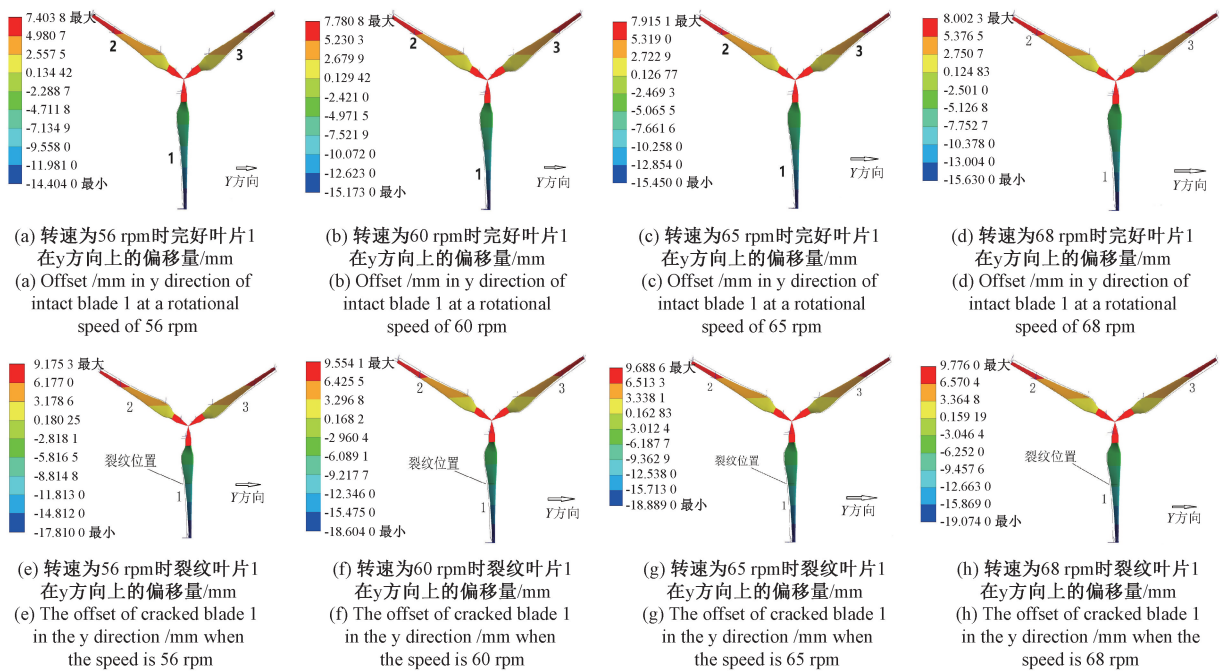 7.403 8 最大
4.980 7
2.557 5
0.134 42
-2.288 7
-4.711 8
-7.134 9
-9.558 0
-11.981 0
-14.404 0 最小
2
3
1
Y方向
7.780 8 最大
5.230 3
2.679 9
0.129 42
-2.421 0
-4.971 5
-7.521 9
-10.072 0
-12.623 0
-15.173 0 最小
2
3
1
Y方向
7.915 1 最大
5.319 0
2.722 9
0.126 77
-2.469 3
-5.065 5
-7.661 6
-10.258 0
-12.854 0
-15.450 0 最小
2
3
1
Y方向
8.002 3 最大
5.376 5
2.750 7
0.124 83
-2.501 0
-5.126 8
-7.752 7
-10.378 0
-13.004 0
-15.630 0 最小
2
3
1
Y方向
(a) 转速为56 rpm时完好叶片1
在y方向上的偏移量/mm
(a) Offset /mm in y direction of
intact blade 1 at a rotational
speed of 56 rpm
(b) 转速为60 rpm时完好叶片1
在y方向上的偏移量/mm
(b) Offset /mm in y direction of
intact blade 1 at a rotational
speed of 60 rpm
(c) 转速为65 rpm时完好叶片1
在y方向上的偏移量/mm
(c) Offset /mm in y direction of
intact blade 1 at a rotational
speed of 65 rpm
(d) 转速为68 rpm时完好叶片1
在y方向上的偏移量/mm
(d) Offset /mm in y direction of
intact blade 1 at a rotational
speed of 68 rpm
9.175 3 最大
6.177 0
3.178 6
0.180 25
-2.818 1
-5.816 5
-8.814 8
-11.813 0
-14.812 0
-17.810 0 最小
2
3
裂纹位置
1
Y方向
9.554 1 最大
6.425 5
3.296 8
0.168 2
-2.960 4
-6.089 1
-9.217 7
-12.346 0
-15.475 0
-18.604 0 最小
2
3
裂纹位置
1
Y方向
9.688 6 最大
6.513 3
3.338 1
0.162 83
-3.012 4
-6.187 7
-9.362 9
-12.538 0
-15.713 0
-18.889 0 最小
2
3
裂纹位置
1
Y方向
9.776 0 最大
6.570 4
3.364 8
0.159 19
-3.046 4
-6.252 0
-9.457 6
-12.663 0
-15.869 0
-19.074 0 最小
2
3
裂纹位置
1
Y方向
(e) 转速为56 rpm时裂纹叶片1
在y方向上的偏移量/mm
(e) The offset of cracked blade 1
in the y direction /mm when
the speed is 56 rpm
(f) 转速为60 rpm时裂纹叶片1
在y方向上的偏移量/mm
(f) The offset of cracked blade 1
in the y direction /mm when
the speed is 60 rpm
(g) 转速为65 rpm时裂纹叶片1
在y方向上的偏移量/mm
(g) The offset of cracked blade 1
in the y direction /mm when
the speed is 65 rpm
(h) 转速为68 rpm时裂纹叶片1
在y方向上的偏移量/mm
(h) The offset of cracked blade 1
in the y direction /mm when the
speed is 68 rpm